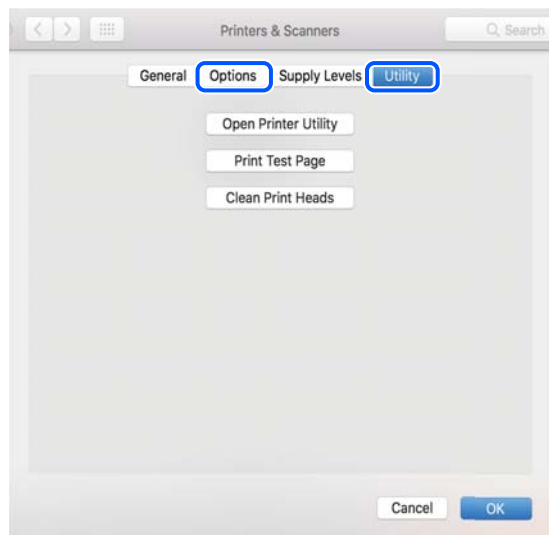 Printers & Scanners
Search
General Options Supply Levels Utility
Open Printer Utility
Print Test Page
Clean Print Heads
Cancel OK